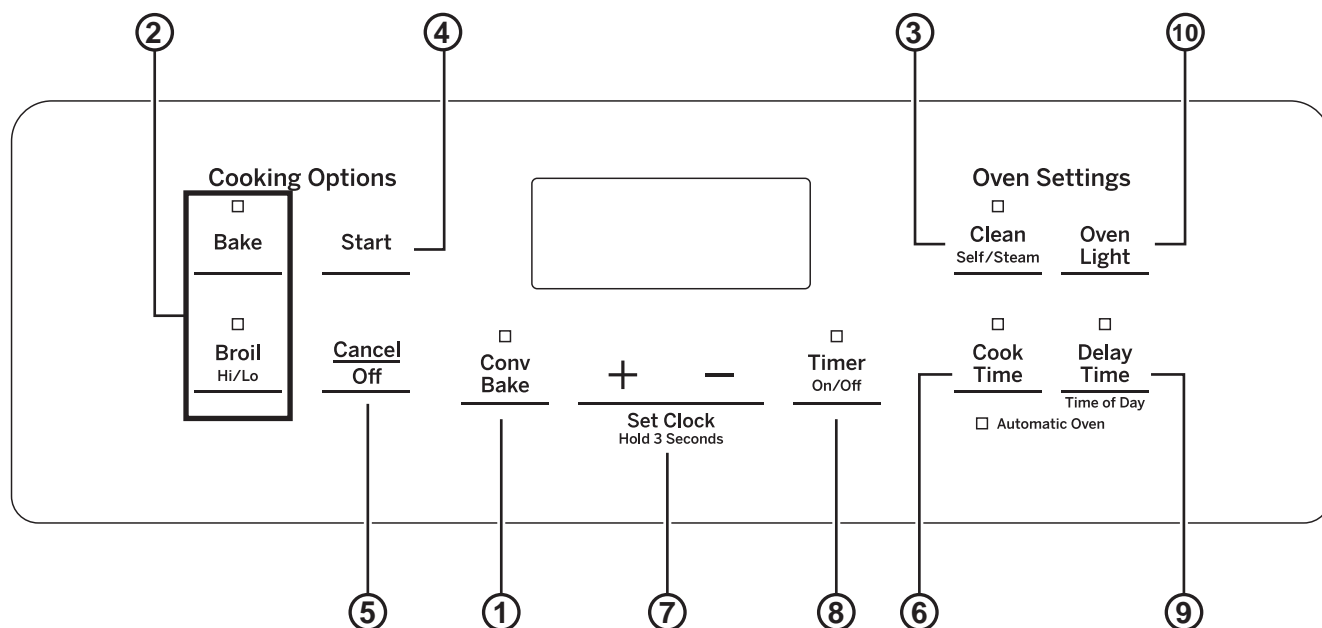 ② ④ ③ ⑩
Cooking Options
Oven Settings
Bake
Start
Clean
Self/Steam
Oven
Light
Broil
Hi/Lo
Cancel
Off
Conv
Bake
+ −
Set Clock
Hold 3 Seconds
Timer
On/Off
Cook
Time
Delay
Time
Time of Day
Automatic Oven
⑤ ① ⑦ ⑧ ⑥ ⑨